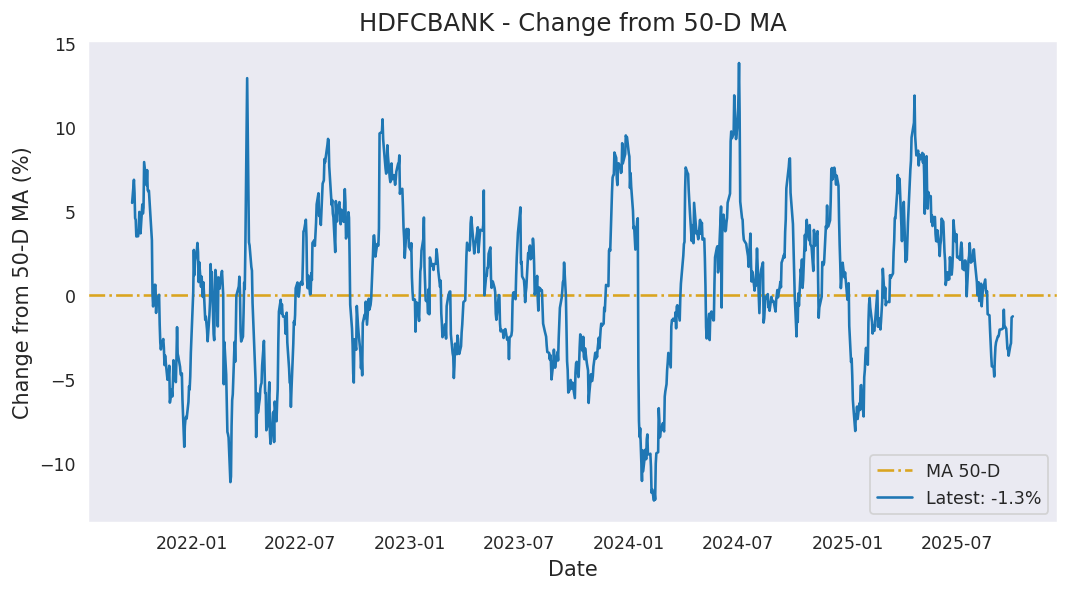 HDFCBANK - Change from 50-D MA
Change from 50-D MA (%)
15
10
5
0
−5
−10
2022-01
2022-07
2023-01
2023-07
2024-01
2024-07
2025-01
2025-07
Date
MA 50-D
Latest: -1.3%